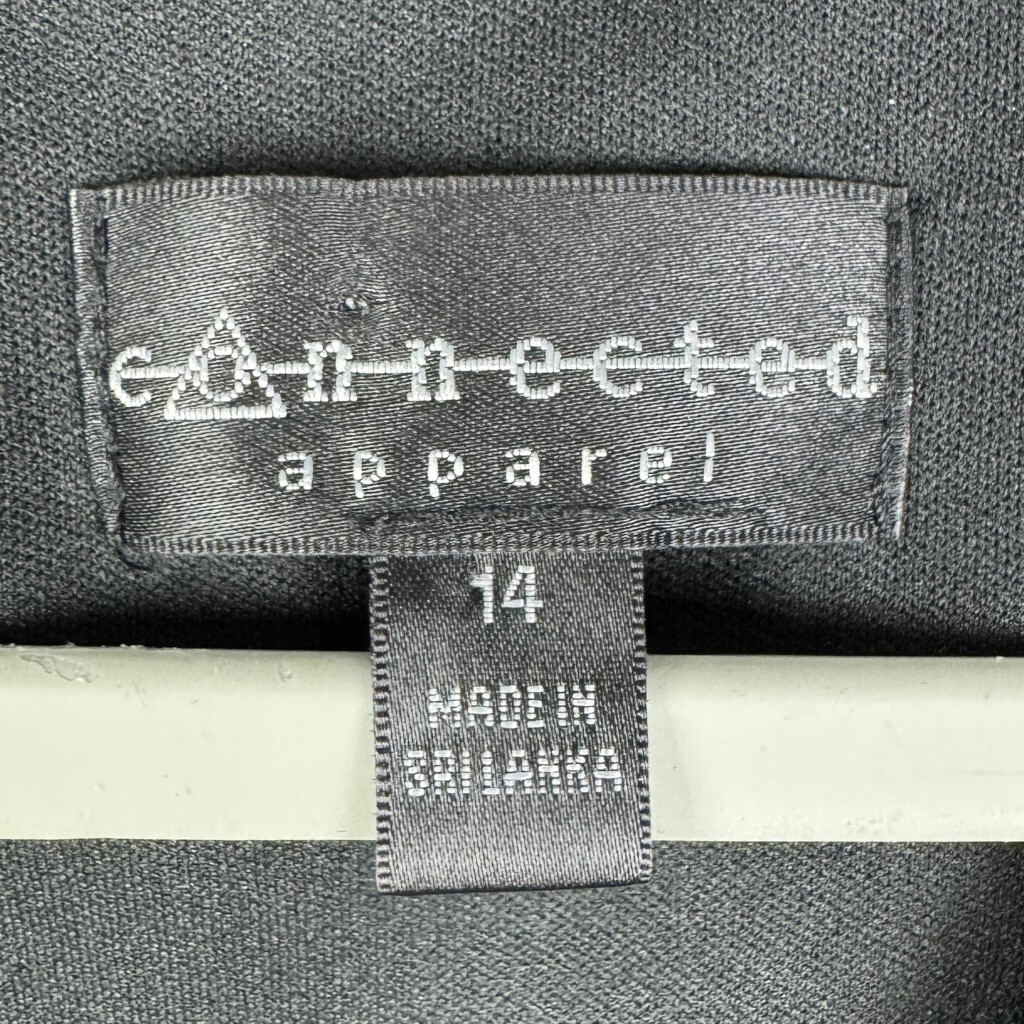 connected
apparel
14
MADE IN
SRI LANKA